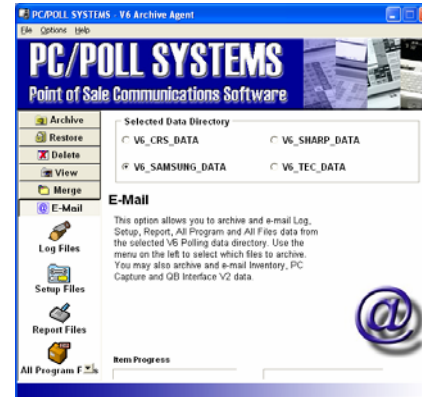 PC/POLL SYSTEMS - V6 Archive Agent
File Options Help
PC/POLL SYSTEMS
Point of Sale Communications Software
Archive
Restore
Delete
View
Merge
E-Mail
Log Files
Setup Files
Report Files
All Program F
Selected Data Directory
V6_CRS_DATA V6_SHARP_DATA
V6_SAMSUNG_DATA V6_TEC_DATA
E-Mail
This option allows you to archive and e-mail Log,
Setup, Report, All Program and All Files data from
the selected V6 Polling data directory. Use the
menu on the left to select which files to archive.
You may also archive and e-mail Inventory, PC
Capture and QB Interface V2 data.
@
Item Progress